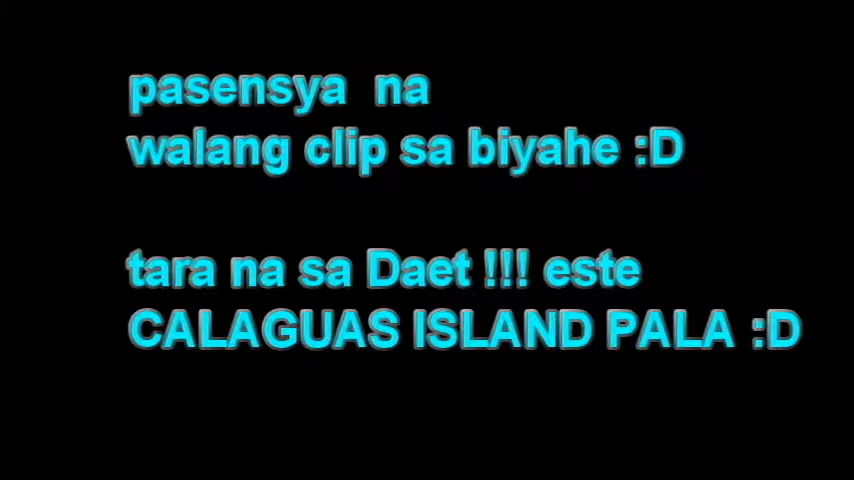 pasensya na
walang clip sa biyahe :D
tara na sa Daet !!! este
CALAGUAS ISLAND PALA :D